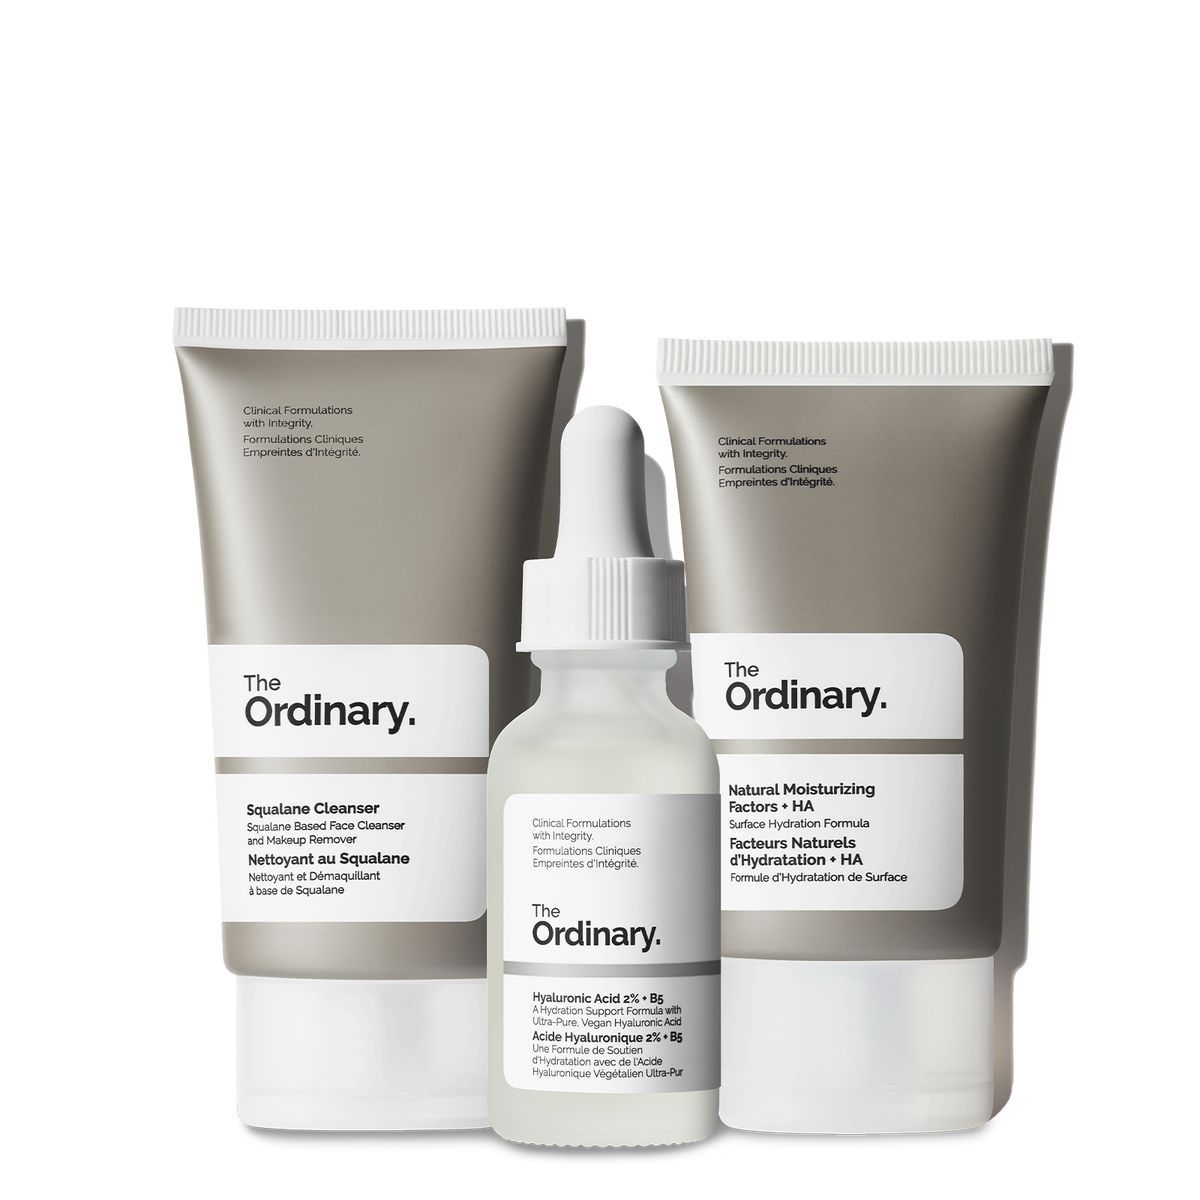 Clinical Formulations
with Integrity.
Formulations Cliniques
Empreintes d'Intégrité.
The
Ordinary.
Squalane Cleanser
Squalane Based Face Cleanser
and Makeup Remover
Nettoyant au Squalane
Nettoyant et Démaquillant
à base de Squalane
Clinical Formulations
with Integrity.
Formulations Cliniques
Empreintes d'Intégrité.
The
Ordinary.
Hyaluronic Acid 2% + B5
A Hydration Support Formula with
Ultra-Pure, Vegan Hyaluronic Acid
Acide Hyaluronique 2% + B5
Une Formule de Soutien
d'Hydratation avec de l'Acide
Hyaluronique Végétalien Ultra-Pur
Clinical Formulations
with Integrity.
Formulations Cliniques
Empreintes d'Intégrité.
The
Ordinary.
Natural Moisturizing
Factors + HA
Surface Hydration Formula
Facteurs Naturels
d'Hydratation + HA
Formule d'Hydratation de Surface